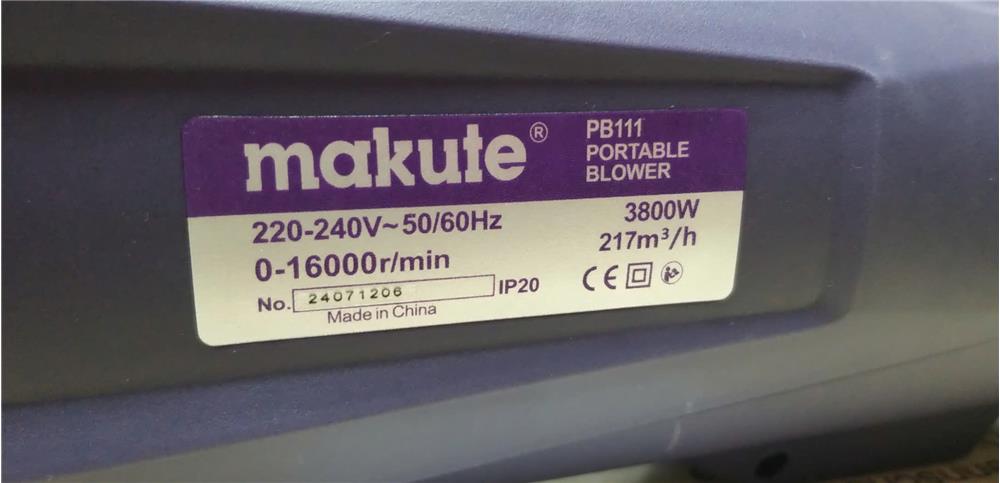 makute®
PB111
PORTABLE
BLOWER
220-240V~50/60Hz
3800W
0-16000r/min
217m³/h
No. 24071206
IP20
CE
Made in China